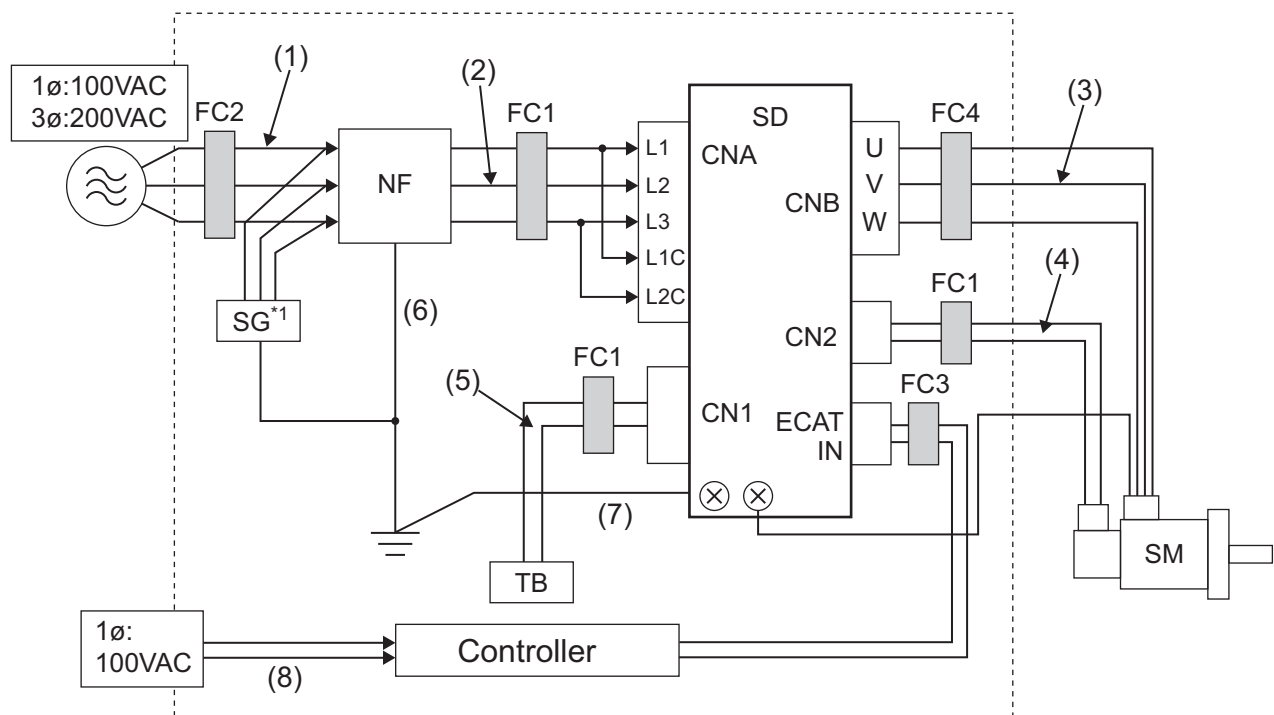 (1)
1ø:100VAC
3ø:200VAC
FC2
(2)
FC1
NF
SD
CNA
L1
L2
L3
L1C
L2C
CNB
U
V
W
FC4
(3)
SG*1
(6)
CN2
FC1
(4)
FC1
(5)
CN1
ECAT
IN
FC3
(7)
TB
SM
1ø:
100VAC
(8)
Controller